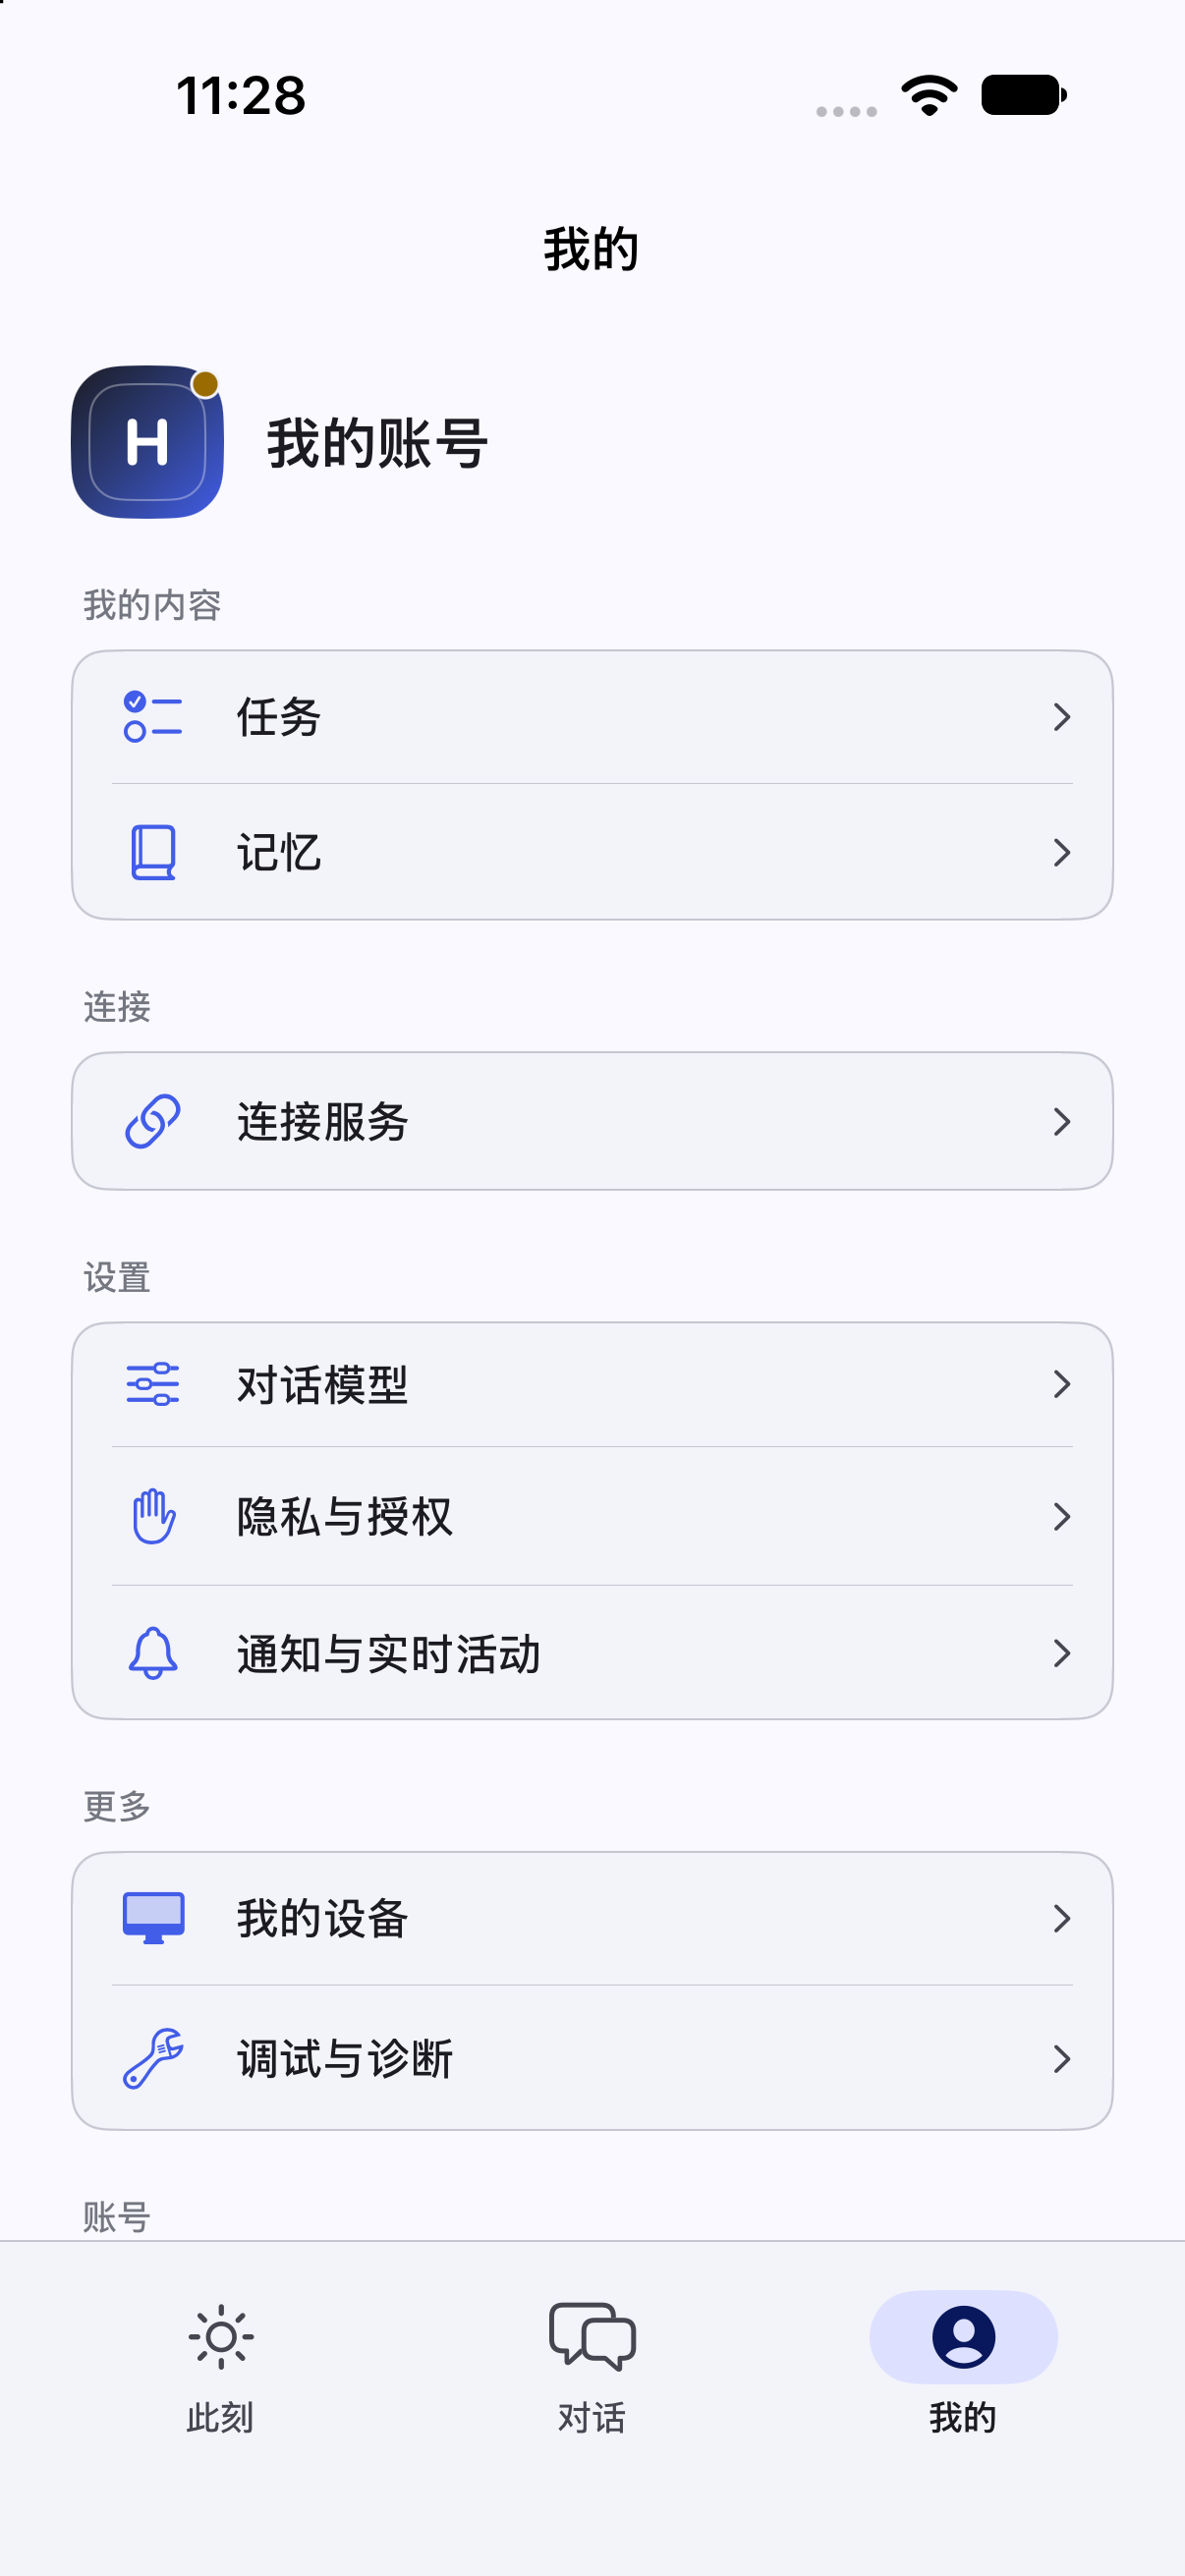 11:28
我的
H
我的账号
我的内容
任务
记忆
连接
连接服务
设置
对话模型
隐私与授权
通知与实时活动
更多
我的设备
调试与诊断
账号
此刻
对话
我的